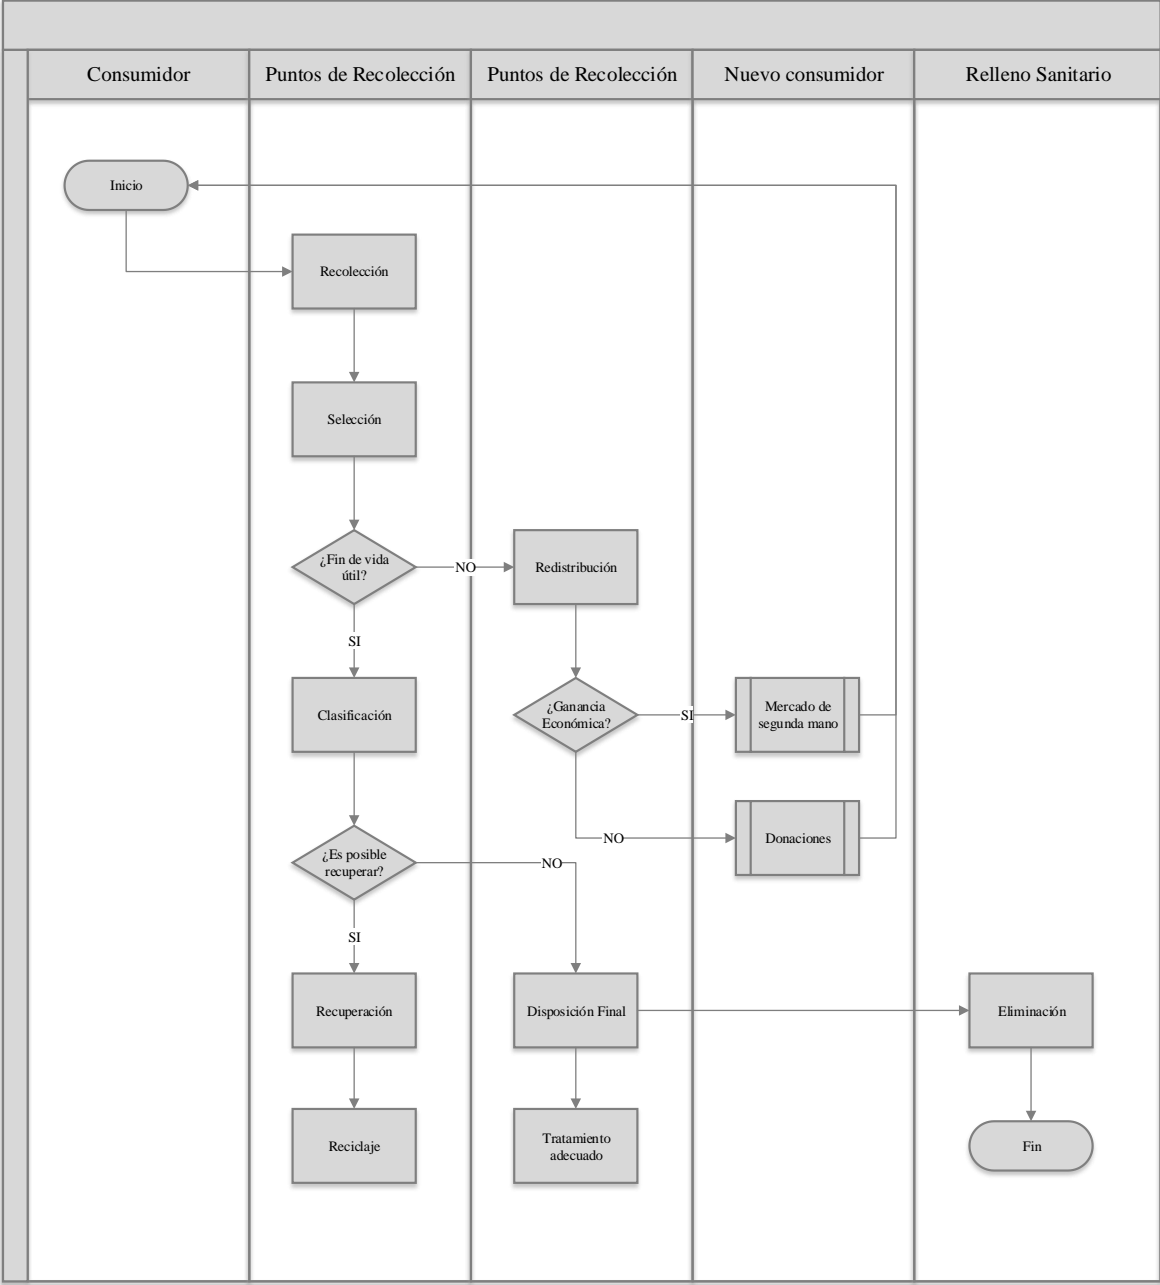 Consumidor
Puntos de Recolección
Puntos de Recolección
Nuevo consumidor
Relleno Sanitario
Inicio
Recolección
Selección
¿Fin de vida
útil?
NO
Redistribución
SI
Clasificación
¿Ganancia
Económica?
SI
Mercado de
segunda mano
NO
Donaciones
¿Es posible
recuperar?
NO
SI
Recuperación
Disposición Final
Eliminación
Reciclaje
Tratamiento
adecuado
Fin